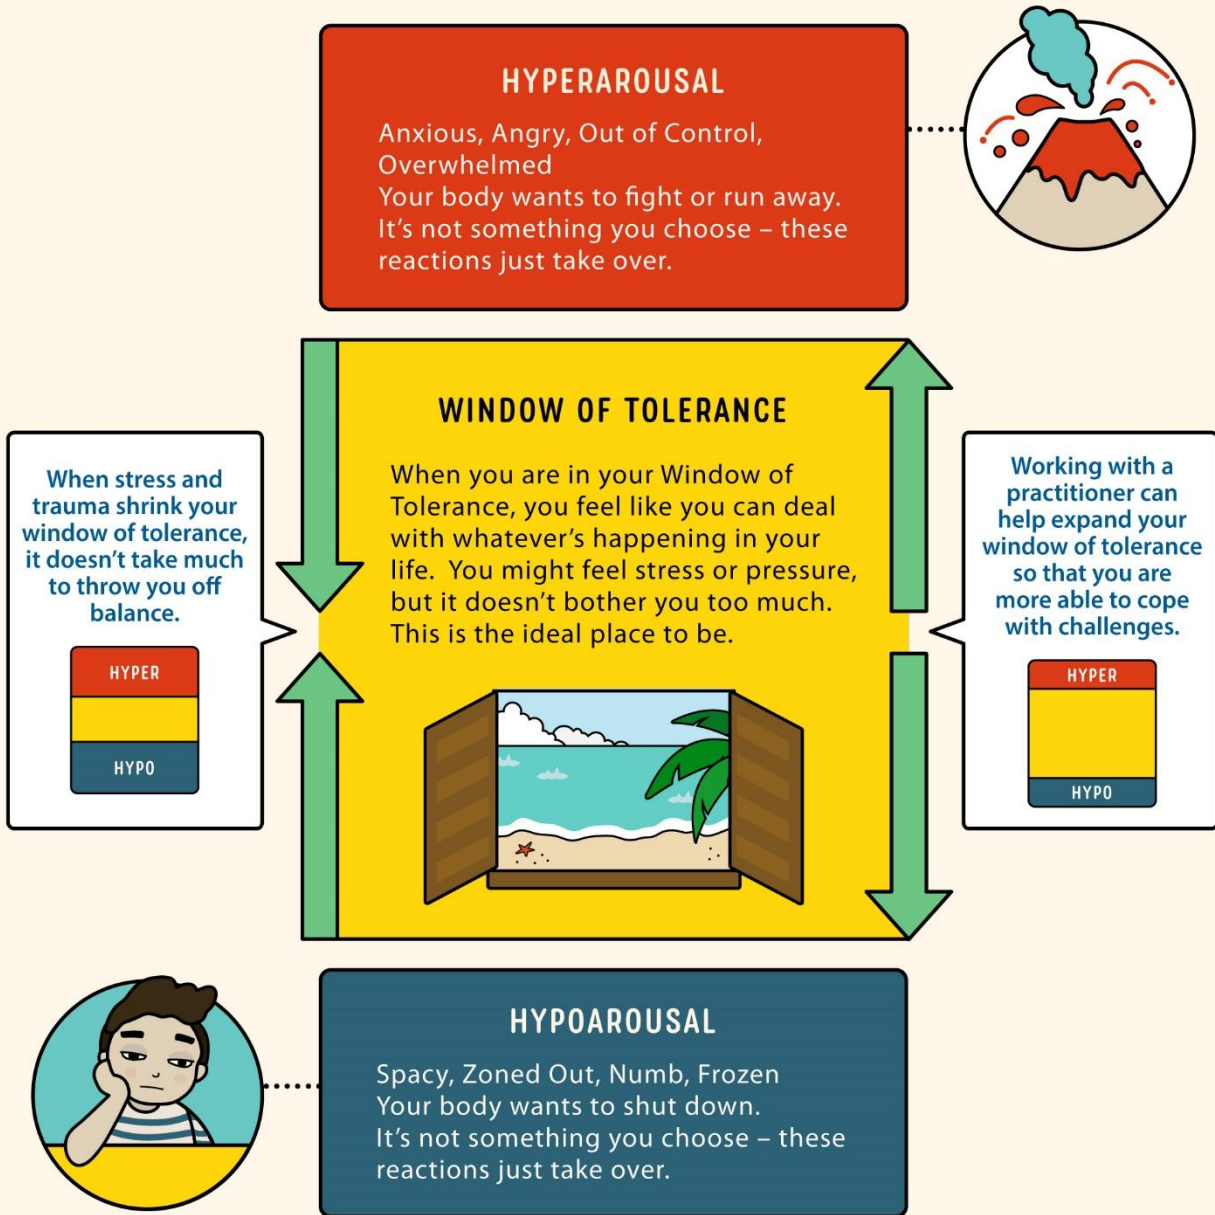 HYPERAROUSAL
Anxious, Angry, Out of Control,
Overwhelmed
Your body wants to fight or run away.
It’s not something you choose – these
reactions just take over.
When stress and
trauma shrink your
window of tolerance,
it doesn’t take much
to throw you off
balance.
HYPER
HYPO
WINDOW OF TOLERANCE
When you are in your Window of
Tolerance, you feel like you can deal
with whatever’s happening in your
life.  You might feel stress or pressure,
but it doesn’t bother you too much.
This is the ideal place to be.
Working with a
practitioner can
help expand your
window of tolerance
so that you are
more able to cope
with challenges.
HYPER
HYPO
HYPOAROUSAL
Spacy, Zoned Out, Numb, Frozen
Your body wants to shut down.
It’s not something you choose – these
reactions just take over.